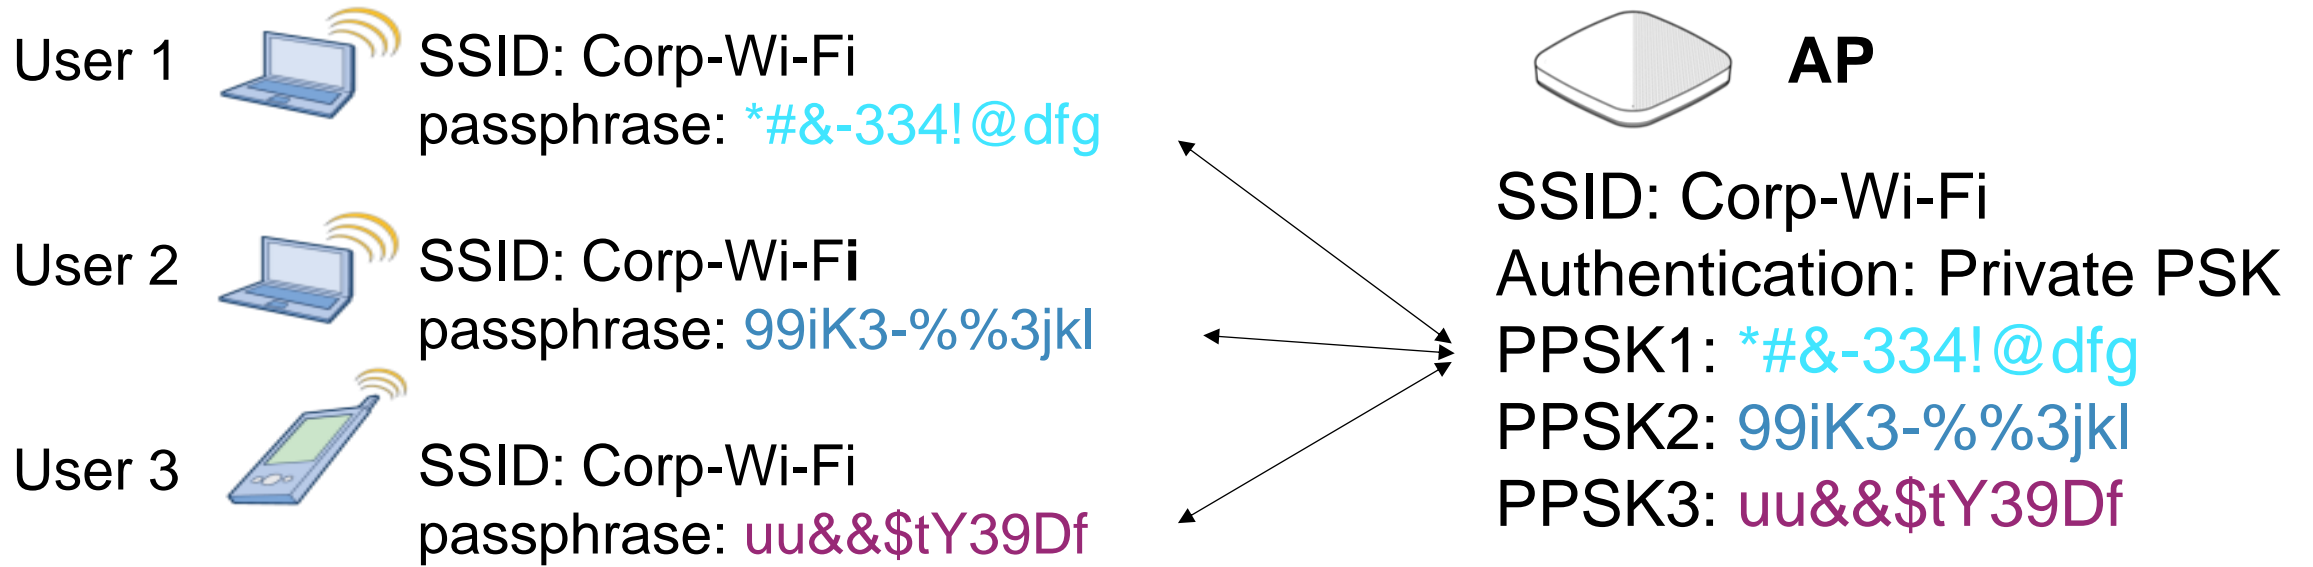 User 1
SSID: Corp-Wi-Fi
passphrase: *#&-334!@dfg
User 2
SSID: Corp-Wi-Fi
passphrase: 99iK3-%%3jkl
User 3
SSID: Corp-Wi-Fi
passphrase: uu&&$tY39Df
AP
SSID: Corp-Wi-Fi
Authentication: Private PSK
PPSK1: *#&-334!@dfg
PPSK2: 99iK3-%%3jkl
PPSK3: uu&&$tY39Df